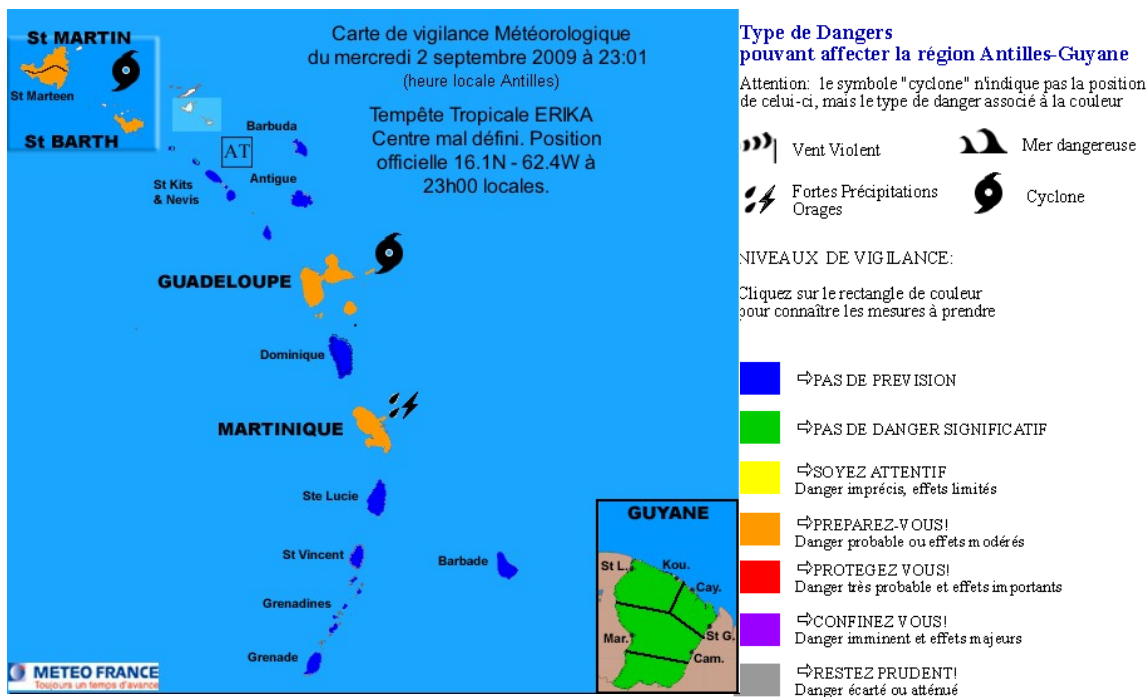 St MARTIN
St Marteen
St BARTH
Carte de vigilance Météorologique
du mercredi 2 septembre 2009 à 23:01
(heure locale Antilles)
Tempête Tropicale ERIKA
Centre mal défini. Position
officielle 16.1N - 62.4W à
23h00 locales.
Barbuda
AT
St Kits
& Nevis
Antigue
GUADELOUPE
Dominique
MARTINIQUE
Ste Lucie
St Vincent
Barbade
Grenadines
Grenade
METEO FRANCE
Toujours un temps d'avance
GUYANE
St L.
Kou.
Cay.
Mar.
St G.
Cam.
Type de Dangers
pouvant affecter la région Antilles-Guyane
Attention: le symbole "cyclone" n'indique pas la position
de celui-ci, mais le type de danger associé à la couleur
Vent Violent
Mer dangereuse
Fortes Précipitations
Orages
Cyclone
NIVEAUX DE VIGILANCE:
Cliquez sur le rectangle de couleur
pour connaître les mesures à prendre
⇨PAS DE PREVISION
⇨PAS DE DANGER SIGNIFICATIF
⇨SOYEZ ATTENTIF
Danger imprécis, effets limités
⇨PREPAREZ-VOUS!
Danger probable ou effets modérés
⇨PROTEGEZ VOUS!
Danger très probable et effets importants
⇨CONFINEZ VOUS!
Danger imminent et effets majeurs
⇨RESTEZ PRUDENT!
Danger écarté ou atténué